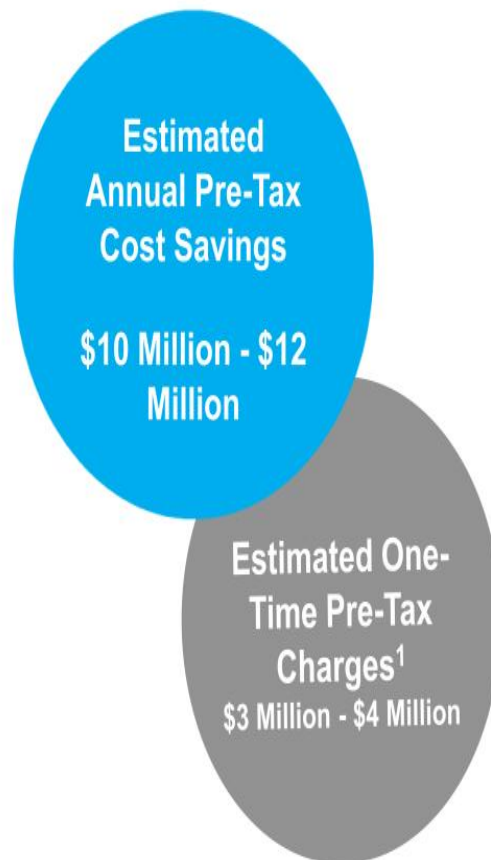 Estimated
Annual Pre-Tax
Cost Savings
$10 Million - $12
Million
Estimated One-
Time Pre-Tax
Charges¹
$3 Million - $4 Million